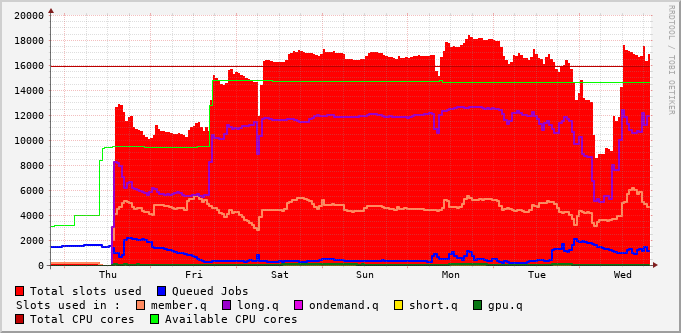 20000
18000
16000
14000
12000
10000
8000
6000
4000
2000
0
Thu Fri Sat Sun Mon Tue Wed
RRDTOOL / TOBI OETIKER
Total slots used Queued Jobs
Slots used in : member.q long.q ondemand.q short.q gpu.q
Total CPU cores Available CPU cores